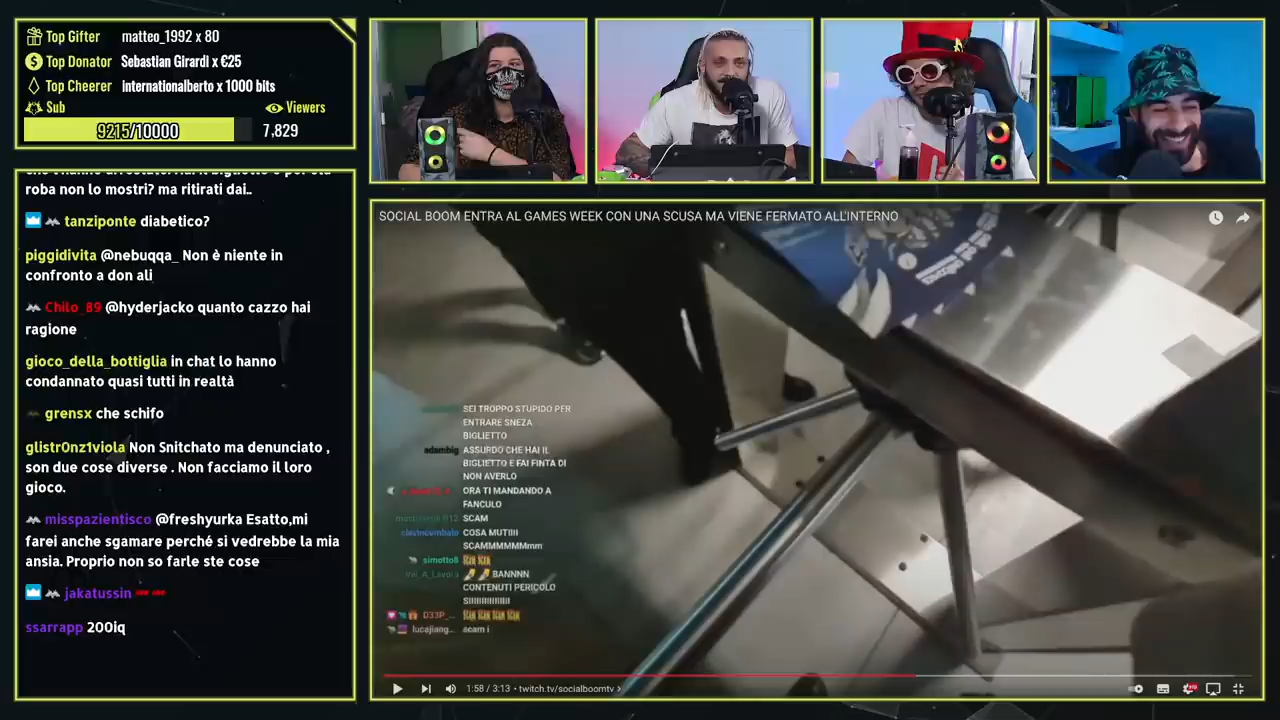 Top Gifter matteo_1992 x 80
Top Donator Sebastian Girardi x €25
Top Cheerer Internationalberto x 1000 bits
Sub Viewers
9215/10000 7,829
roba non lo mostri? ma ritirati dai..
tanziponte diabetico?
piggidivita @nebuqqa_ Non è niente in
confronto a don ali
Chilo_89 @hyderjacko quanto cazzo hai
ragione
gioco_della_bottiglia in chat lo hanno
condannato quasi tutti in realtà
grensx che schifo
glistr0nz1viola Non Snitchato ma denunciato ,
son due cose diverse . Non facciamo il loro
gioco.
misspazientisco @freshyurka Esatto,mi
farei anche sgamare perché si vedrebbe la mia
ansia. Proprio non so farle ste cose
jakatussin
ssarrapp 200iq
SOCIAL BOOM ENTRA AL GAMES WEEK CON UNA SCUSA MA VIENE FERMATO ALL'INTERNO
SEI TROPPO STUPIDO PER
ENTRARE SNEZA
BIGLIETTO
adambig ASSURDO CHE HAI IL
BIGLIETTO E FAI FINTA DI
NON AVERLO
ORA TI MANDANO A
FANCULO
SCAM
clavincembalo COSA MUTIIII
SCAMMMMMMmm
simotto8
Vai_A_Lavora BANNNN
CONTENUTI PERICOLO
SIIIIIIIIIIIIIII
D33P_...
lucajiang... scam i
1:58 / 3:13 • twitch.tv/socialboomtv >